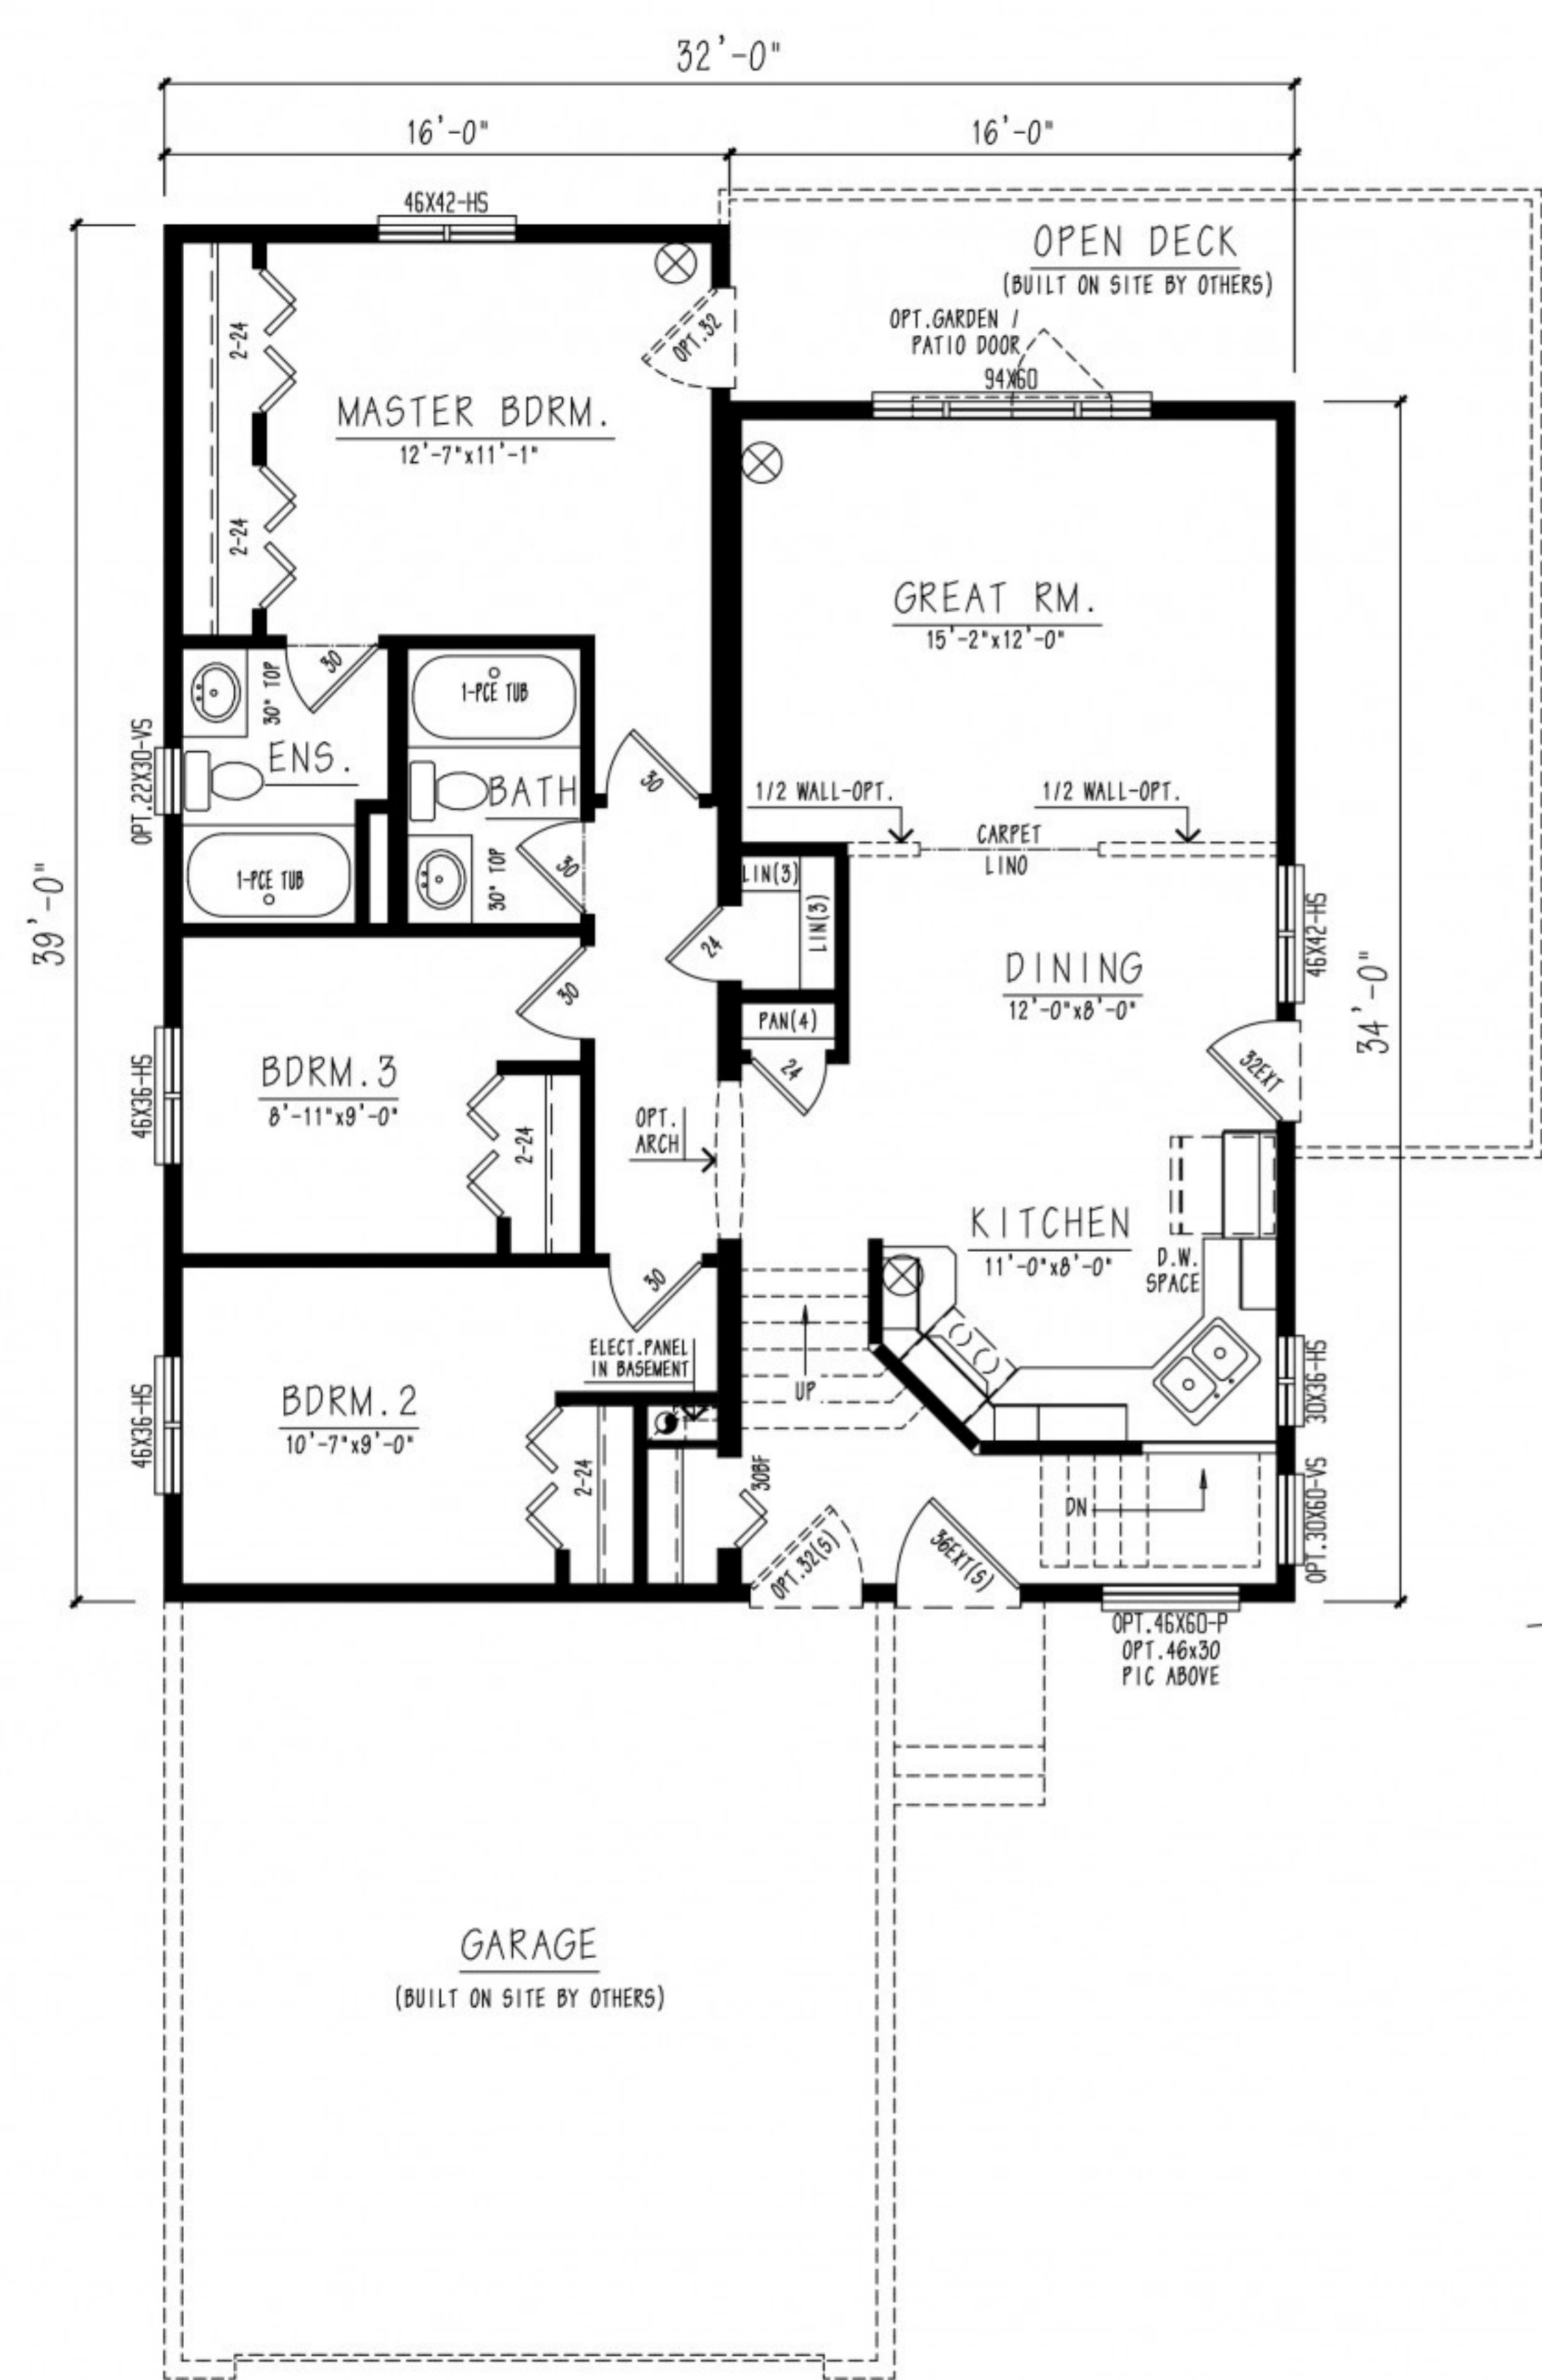 32'-0"
16'-0"
16'-0"
46X42-HS
OPEN DECK
(BUILT ON SITE BY OTHERS)
OPT.GARDEN /
PATIO DOOR
94X60
OPT.32
2-24
MASTER BDRM.
12'-7"x11'-1"
2-24
GREAT RM.
15'-2"x12'-0"
30
30" TOP
1-PCE TUB
ENS.
OPT.22X30-VS
BATH
30
1/2 WALL-OPT.
1/2 WALL-OPT.
CARPET
LINO
1-PCE TUB
30" TOP
30
LIN(3)
LIN(3)
39'-0"
46X42-HS
24
DINING
12'-0"x8'-0"
34'-0"
30
PAN(4)
24
32EXT
BDRM.3
8'-11"x9'-0"
46X36-HS
2-24
OPT.
ARCH
KITCHEN
11'-0"x8'-0"
D.W.
SPACE
30
ELECT.PANEL
IN BASEMENT
UP
30X36-HS
BDRM.2
10'-7"x9'-0"
46X36-HS
2-24
30BF
DN
OPT.30X60-VS
OPT.32(S)
36EXT(S)
OPT.46X60-P
OPT.46x30
PIC ABOVE
GARAGE
(BUILT ON SITE BY OTHERS)